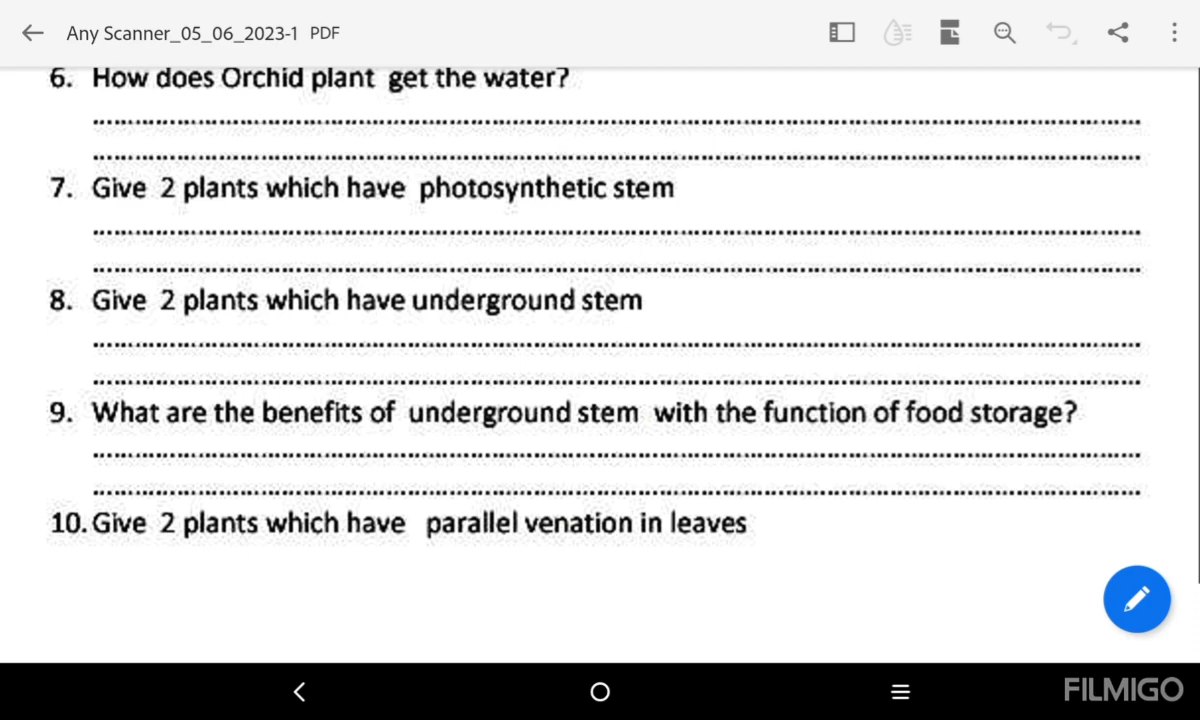 Any Scanner_05_06_2023-1 PDF
6. How does Orchid plant get the water?
7. Give 2 plants which have photosynthetic stem
8. Give 2 plants which have underground stem
9. What are the benefits of underground stem with the function of food storage?
10. Give 2 plants which have parallel venation in leaves
FILMIGO